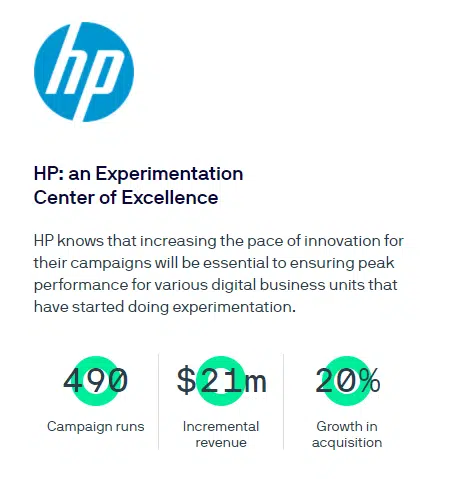 hp
HP: an Experimentation
Center of Excellence
HP knows that increasing the pace of innovation for
their campaigns will be essential to ensuring peak
performance for various digital business units that
have started doing experimentation.
490
Campaign runs
$21m
Incremental
revenue
20%
Growth in
acquisition